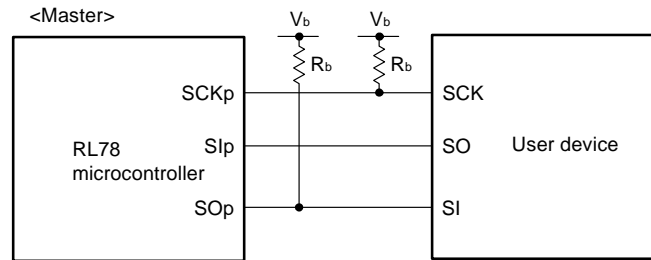 <Master>
Vb Vb
Rb Rb
SCKp SCK
RL78
microcontroller
SIp SO
User device
SOp SI